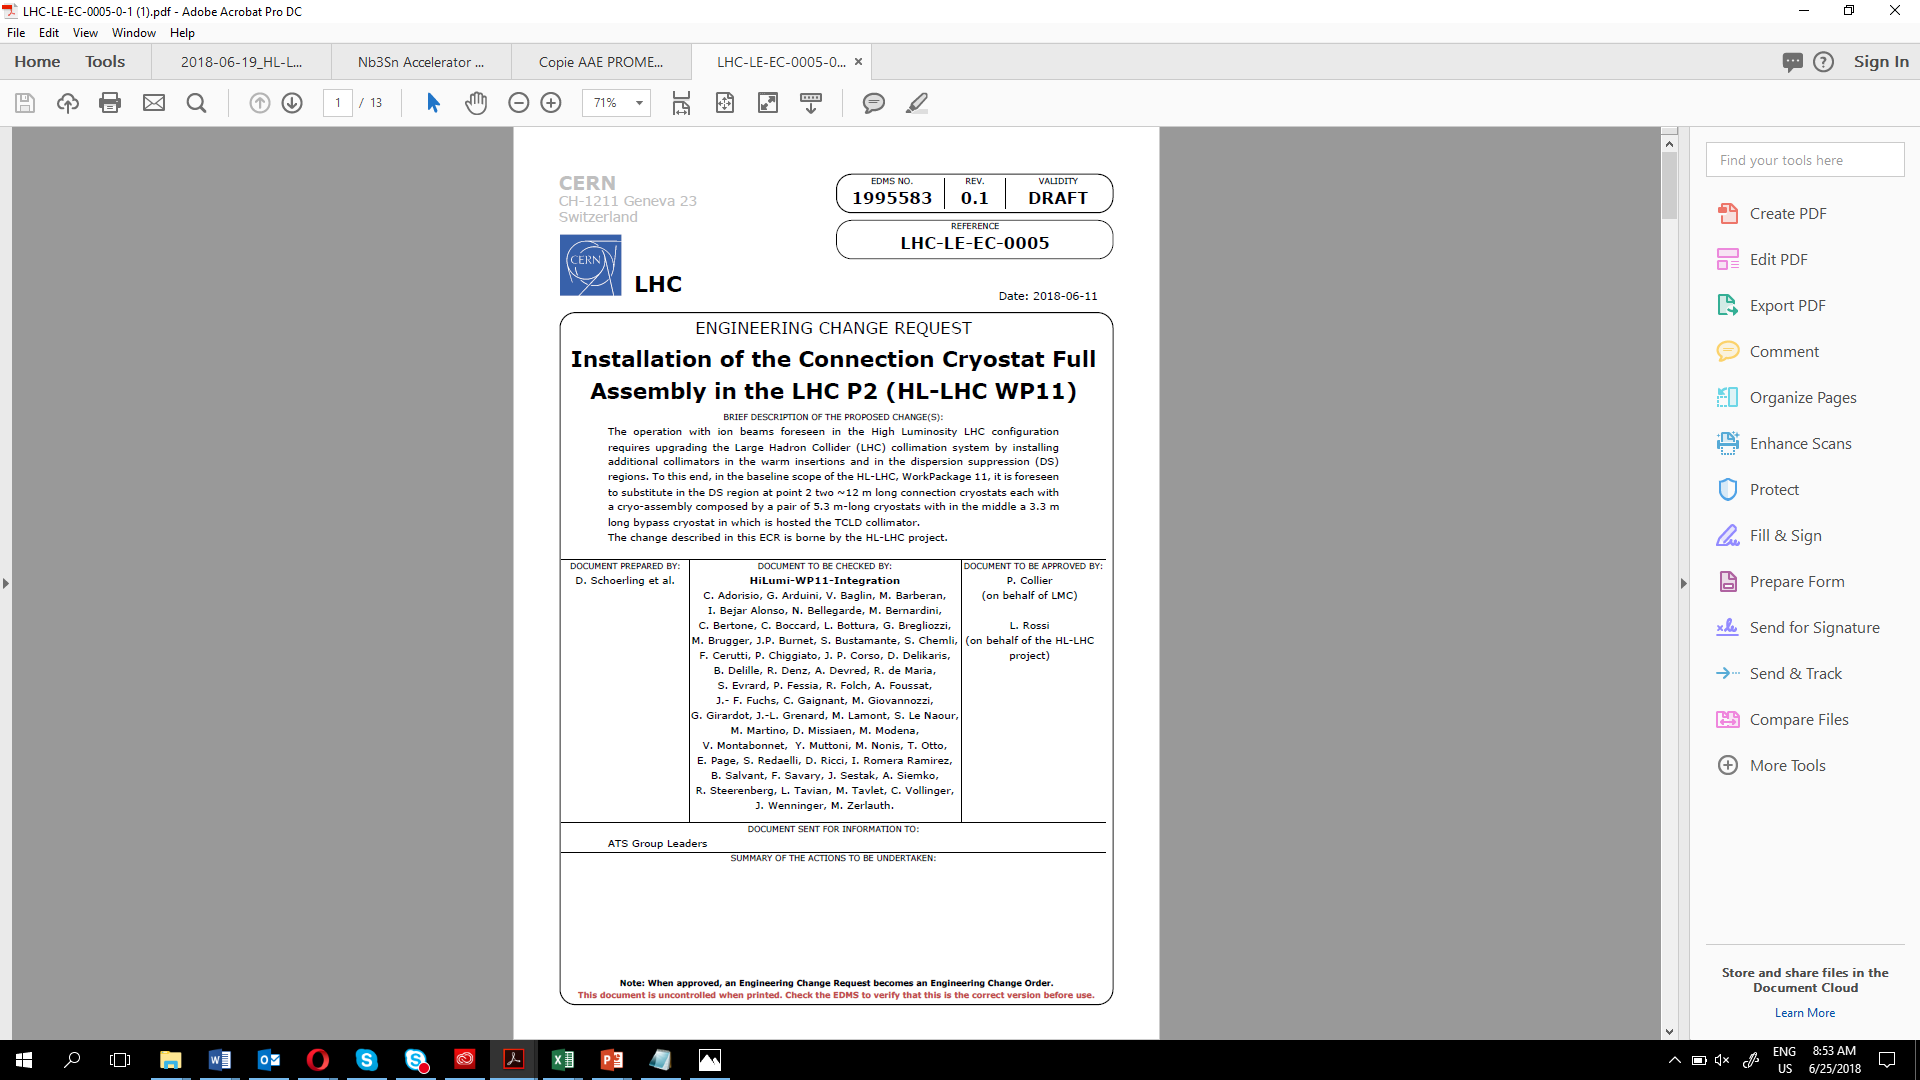 LHC-LE-EC-0005-0-1 (1).pdf - Adobe Acrobat Pro DC
File Edit View Window Help
Home Tools 2018-06-19_HL-L... Nb3Sn Accelerator ... Copie AAE PROME... LHC-LE-EC-0005-0... × Sign In
1 / 13 71%
Find your tools here
Create PDF
Edit PDF
Export PDF
Comment
Organize Pages
Enhance Scans
Protect
Fill & Sign
Prepare Form
Send for Signature
Send & Track
Compare Files
More Tools
Store and share files in the
Document Cloud
Learn More
CERN
CH-1211 Geneva 23
Switzerland
CERN
LHC
EDMS NO. REV. VALIDITY
1995583 0.1 DRAFT
REFERENCE
LHC-LE-EC-0005
Date: 2018-06-11
ENGINEERING CHANGE REQUEST
Installation of the Connection Cryostat Full
Assembly in the LHC P2 (HL-LHC WP11)
BRIEF DESCRIPTION OF THE PROPOSED CHANGE(S):
The operation with ion beams foreseen in the High Luminosity LHC configuration
requires upgrading the Large Hadron Collider (LHC) collimation system by installing
additional collimators in the warm insertions and in the dispersion suppression (DS)
regions. To this end, in the baseline scope of the HL-LHC, WorkPackage 11, it is foreseen
to substitute in the DS region at point 2 two ~12 m long connection cryostats each with
a cryo-assembly composed by a pair of 5.3 m-long cryostats with in the middle a 3.3 m
long bypass cryostat in which is hosted the TCLD collimator.
The change described in this ECR is borne by the HL-LHC project.
DOCUMENT PREPARED BY:
D. Schoerling et al.
DOCUMENT TO BE CHECKED BY:
HiLumi-WP11-Integration
C. Adorisio, G. Arduini, V. Baglin, M. Barberan,
I. Bejar Alonso, N. Bellegarde, M. Bernardini,
C. Bertone, C. Boccard, L. Bottura, G. Bregliozzi,
M. Brugger, J.P. Burnet, S. Bustamante, S. Chemli,
F. Cerutti, P. Chiggiato, J. P. Corso, D. Delikaris,
B. Delille, R. Denz, A. Devred, R. de Maria,
S. Evrard, P. Fessia, R. Folch, A. Foussat,
J.- F. Fuchs, C. Gaignant, M. Giovannozzi,
G. Girardot, J.-L. Grenard, M. Lamont, S. Le Naour,
M. Martino, D. Missiaen, M. Modena,
V. Montabonnet, Y. Muttoni, M. Nonis, T. Otto,
E. Page, S. Redaelli, D. Ricci, I. Romera Ramirez,
B. Salvant, F. Savary, J. Sestak, A. Siemko,
R. Steerenberg, L. Tavian, M. Tavlet, C. Vollinger,
J. Wenninger, M. Zerlauth.
DOCUMENT TO BE APPROVED BY:
P. Collier
(on behalf of LMC)
L. Rossi
(on behalf of the HL-LHC
project)
DOCUMENT SENT FOR INFORMATION TO:
ATS Group Leaders
SUMMARY OF THE ACTIONS TO BE UNDERTAKEN:
Note: When approved, an Engineering Change Request becomes an Engineering Change Order.
This document is uncontrolled when printed. Check the EDMS to verify that this is the correct version before use.
ENG 8:53 AM
US 6/25/2018